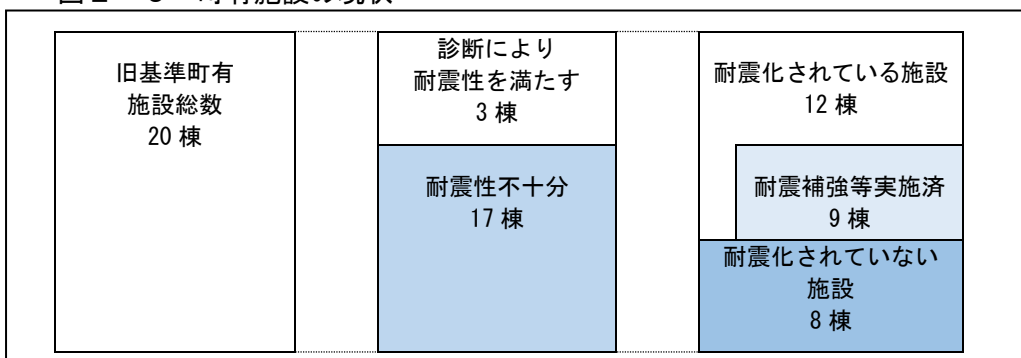 旧基準町有
施設総数
20 棟
診断により
耐震性を満たす
3 棟
耐震性不十分
17 棟
耐震化されている施設
12 棟
耐震補強等実施済
9 棟
耐震化されていない
施設
8 棟